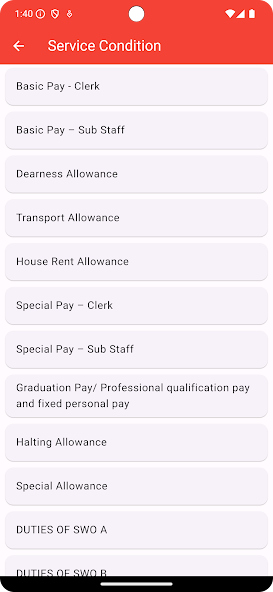 1:40
Service Condition
Basic Pay - Clerk
Basic Pay – Sub Staff
Dearness Allowance
Transport Allowance
House Rent Allowance
Special Pay – Clerk
Special Pay – Sub Staff
Graduation Pay/ Professional qualification pay
and fixed personal pay
Halting Allowance
Special Allowance
DUTIES OF SWO A
DUTIES OF SWO B